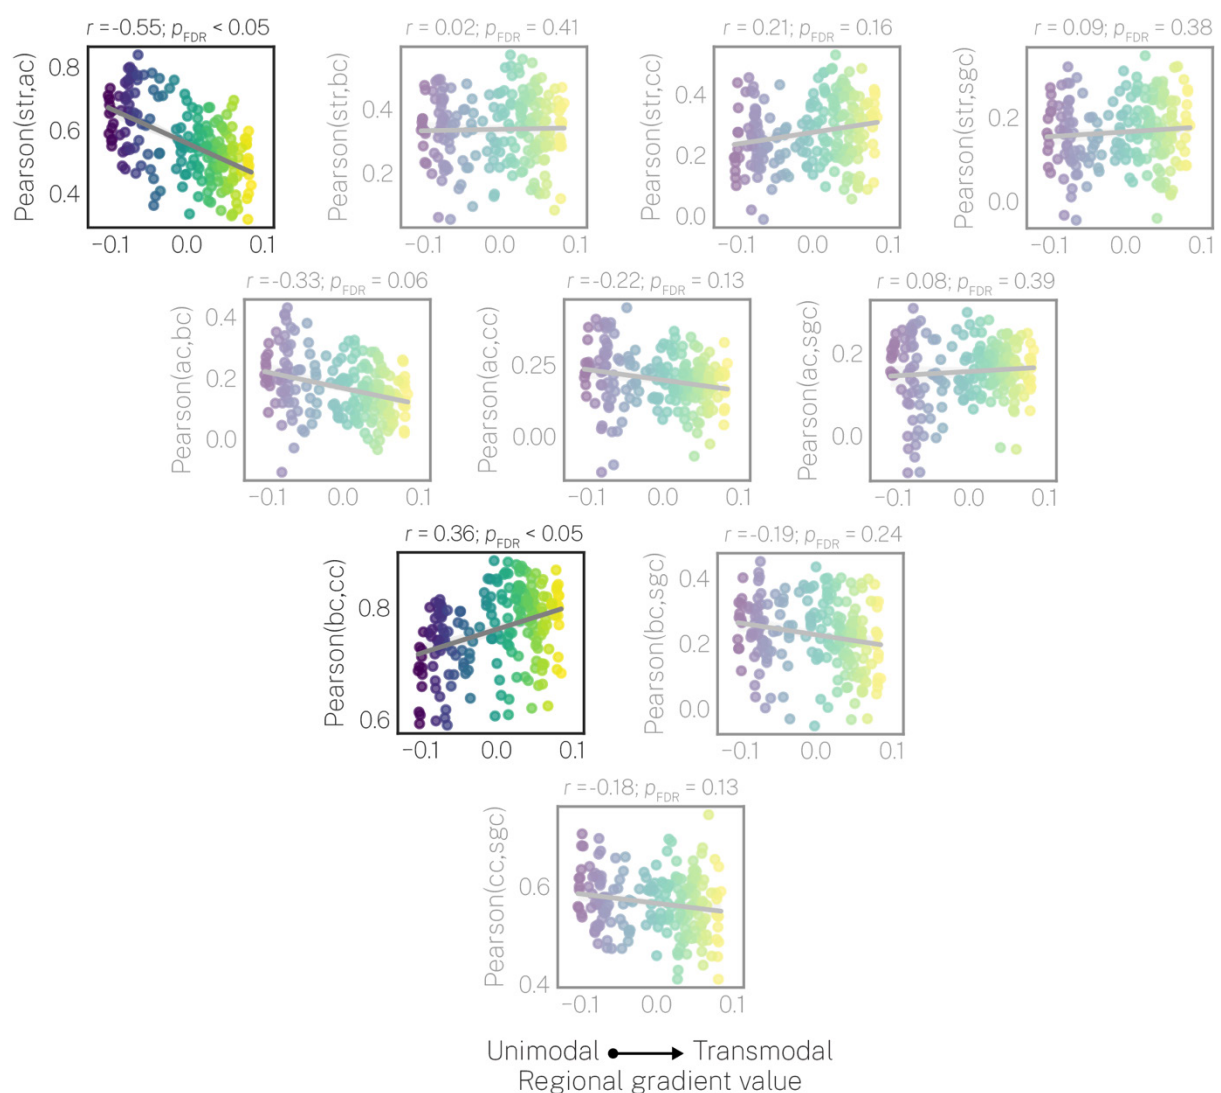 r =-0.55; pFDR < 0.05
r = 0.02; pFDR = 0.41
r = 0.21; pFDR = 0.16
r = 0.09; pFDR = 0.38
Pearson(str,ac)
0.8
0.6
0.4
−0.1 0.0 0.1
Pearson(str,bc)
0.4
0.2
−0.1 0.0 0.1
Pearson(str,cc)
0.4
0.2
0.0
−0.1 0.0 0.1
Pearson(str,sgc)
0.2
0.0
−0.1 0.0 0.1
r =-0.33; pFDR = 0.06
r =-0.22; pFDR = 0.13
r = 0.08; pFDR = 0.39
Pearson(ac,bc)
0.4
0.2
0.0
−0.1 0.0 0.1
Pearson(ac,cc)
0.25
0.00
−0.1 0.0 0.1
Pearson(ac,sgc)
0.2
0.0
−0.1 0.0 0.1
r = 0.36; pFDR < 0.05
r =-0.19; pFDR = 0.24
Pearson(bc,cc)
0.8
0.6
−0.1 0.0 0.1
Pearson(bc,sgc)
0.4
0.2
0.0
−0.1 0.0 0.1
r =-0.18; pFDR = 0.13
Pearson(cc,sgc)
0.6
0.4
−0.1 0.0 0.1
Unimodal Transmodal
Regional gradient value